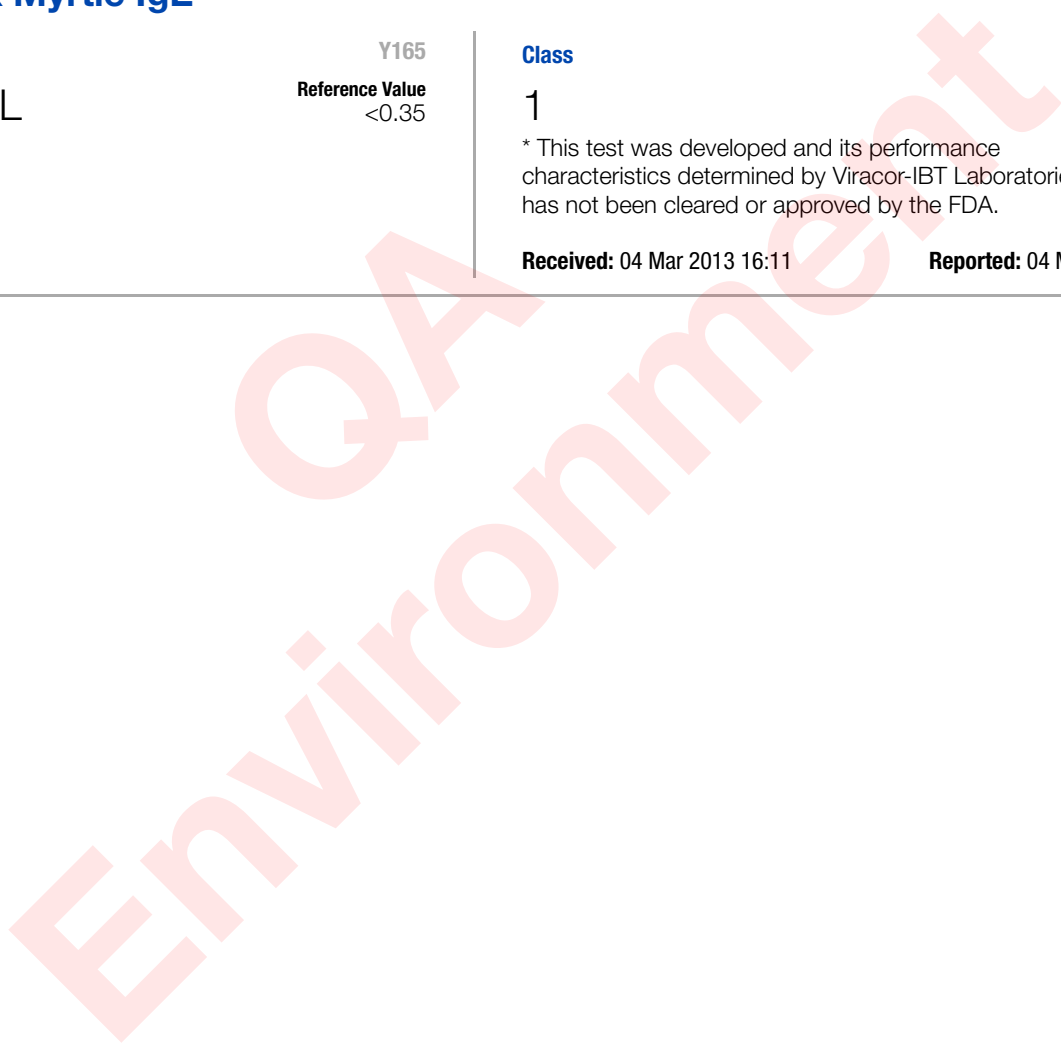 Myrtle IgE
Y165
Reference Value
<0.35
L
Class
1
* This test was developed and its performance
characteristics determined by Viracor-IBT
has not been cleared or approved by the FDA.
Received: 04 Mar 2013 16:11
Reported: 04
QA
Environment